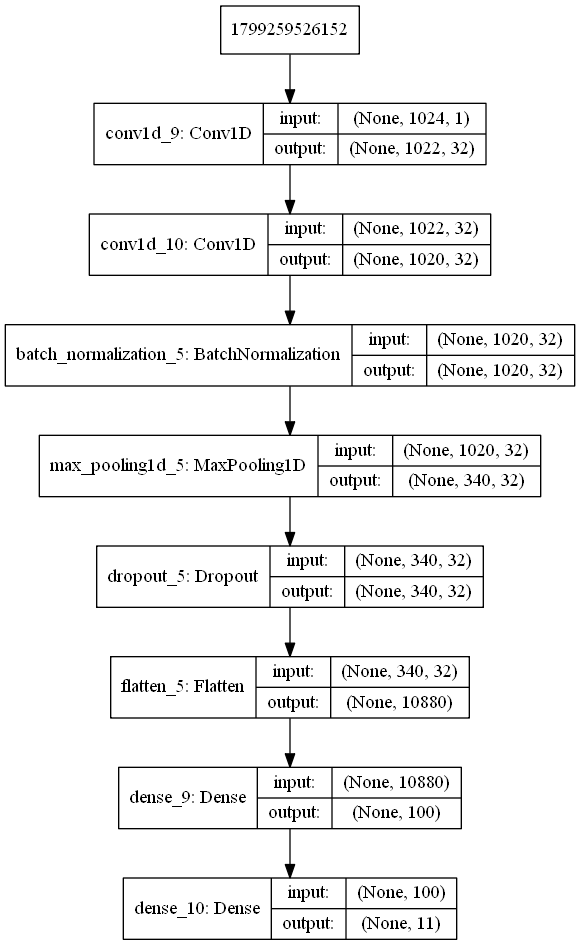 1799259526152
conv1d_9: Conv1D
input:
(None, 1024, 1)
output:
(None, 1022, 32)
conv1d_10: Conv1D
input:
(None, 1022, 32)
output:
(None, 1020, 32)
batch_normalization_5: BatchNormalization
input:
(None, 1020, 32)
output:
(None, 1020, 32)
max_pooling1d_5: MaxPooling1D
input:
(None, 1020, 32)
output:
(None, 340, 32)
dropout_5: Dropout
input:
(None, 340, 32)
output:
(None, 340, 32)
flatten_5: Flatten
input:
(None, 340, 32)
output:
(None, 10880)
dense_9: Dense
input:
(None, 10880)
output:
(None, 100)
dense_10: Dense
input:
(None, 100)
output:
(None, 11)